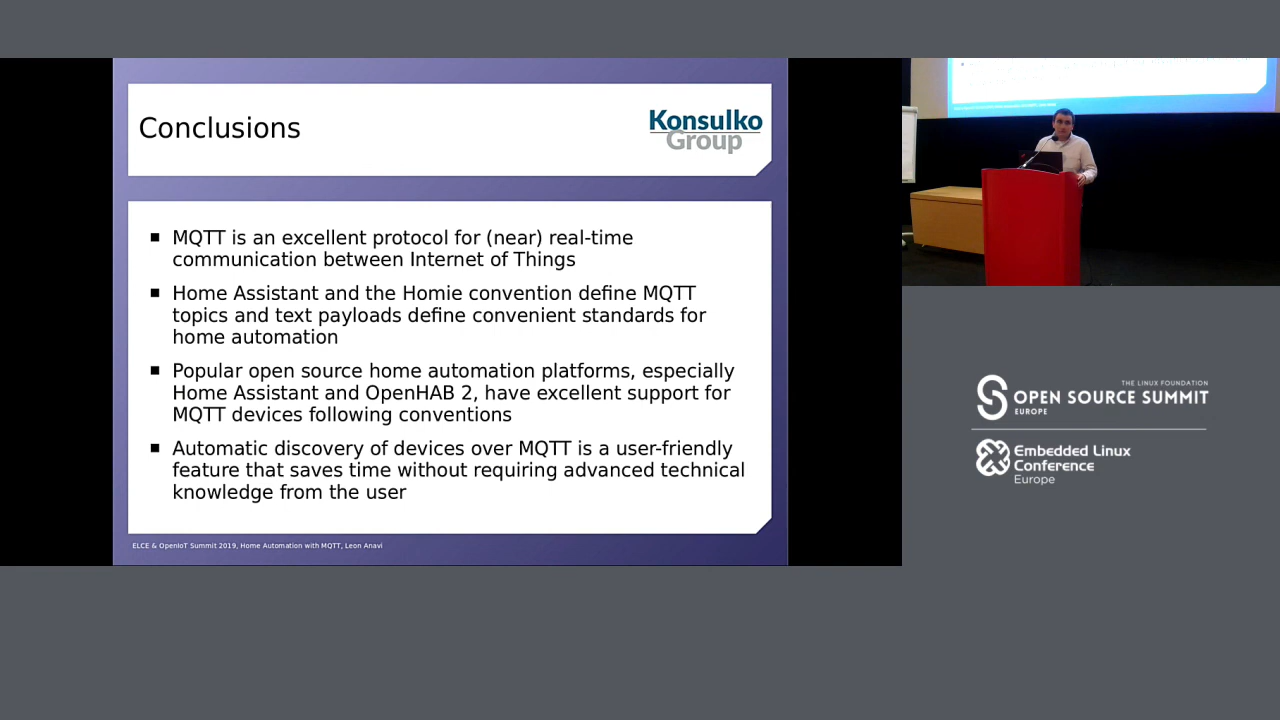 Conclusions
Konsulko
Group
▪ MQTT is an excellent protocol for (near) real-time
communication between Internet of Things
▪ Home Assistant and the Homie convention define MQTT
topics and text payloads define convenient standards for
home automation
▪ Popular open source home automation platforms, especially
Home Assistant and OpenHAB 2, have excellent support for
MQTT devices following conventions
▪ Automatic discovery of devices over MQTT is a user-friendly
feature that saves time without requiring advanced technical
knowledge from the user
ELCE & OpenIoT Summit 2019, Home Automation with MQTT, Leon Anavi
THE LINUX FOUNDATION
OPEN SOURCE SUMMIT
EUROPE
Embedded Linux
Conference
Europe